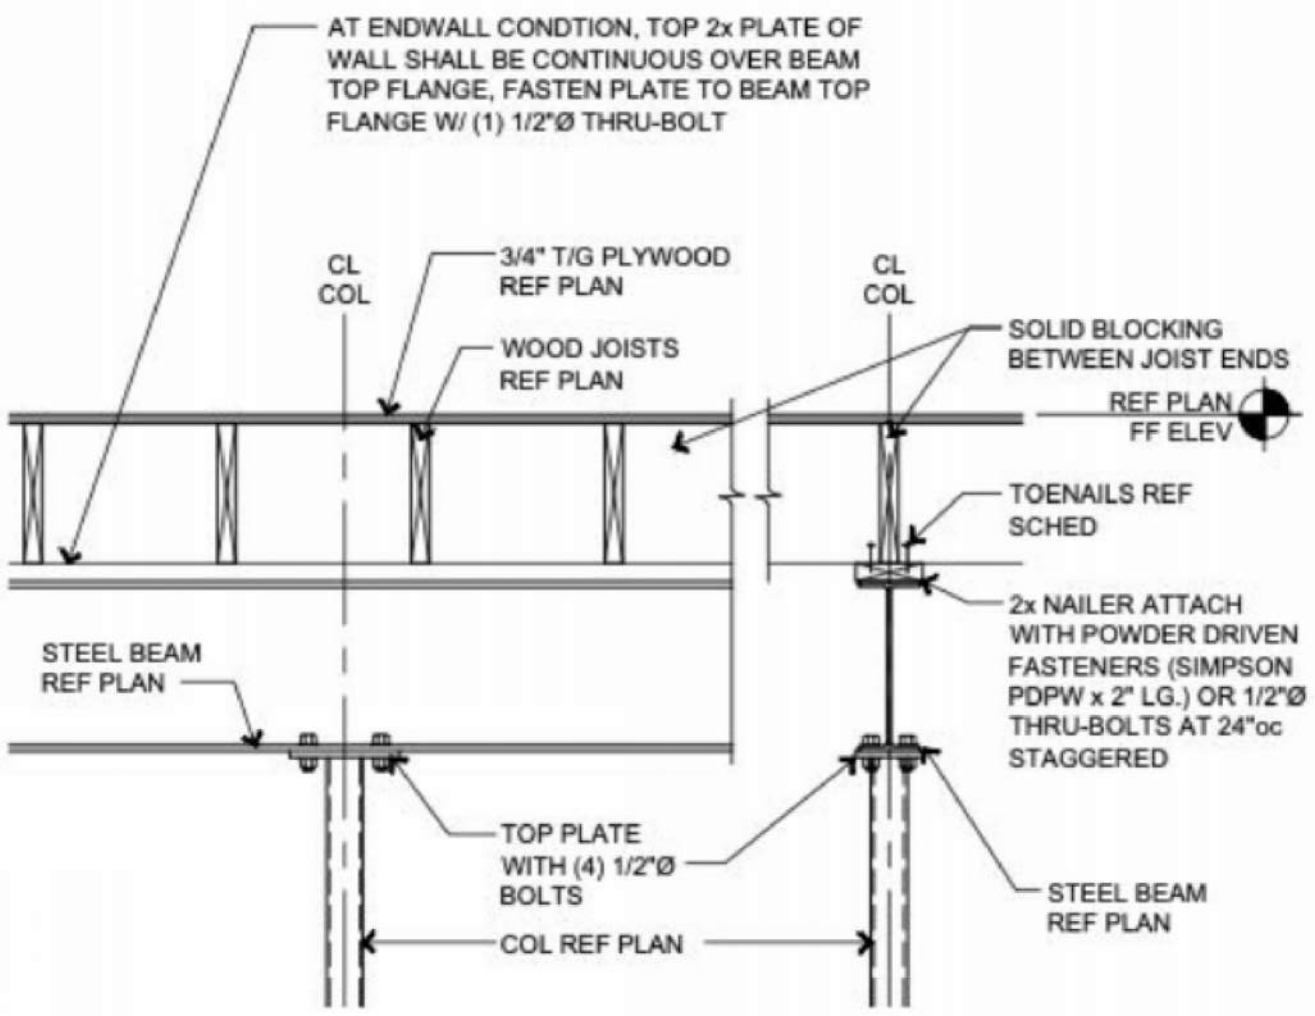 AT ENDWALL CONDTION, TOP 2x PLATE OF
WALL SHALL BE CONTINUOUS OVER BEAM
TOP FLANGE, FASTEN PLATE TO BEAM TOP
FLANGE W/ (1) 1/2"Ø THRU-BOLT
CL
COL
3/4" T/G PLYWOOD
REF PLAN
WOOD JOISTS
REF PLAN
CL
COL
SOLID BLOCKING
BETWEEN JOIST ENDS
REF PLAN
FF ELEV
TOENAILS REF
SCHED
2x NAILER ATTACH
WITH POWDER DRIVEN
FASTENERS (SIMPSON
PDPW x 2" LG.) OR 1/2"Ø
THRU-BOLTS AT 24"oc
STAGGERED
STEEL BEAM
REF PLAN
TOP PLATE
WITH (4) 1/2"Ø
BOLTS
COL REF PLAN
STEEL BEAM
REF PLAN